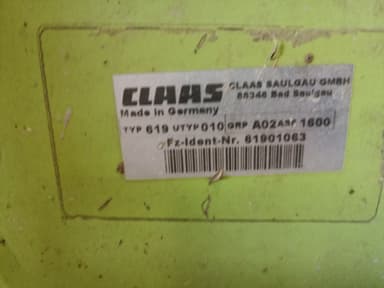 CLAAS
CLAAS SAULGAU GMBH
88348 Bad Saulgau
Made in Germany
TYP 619 UTYP 010 GRP A02 1600
Fz-Ident-Nr. 61901063